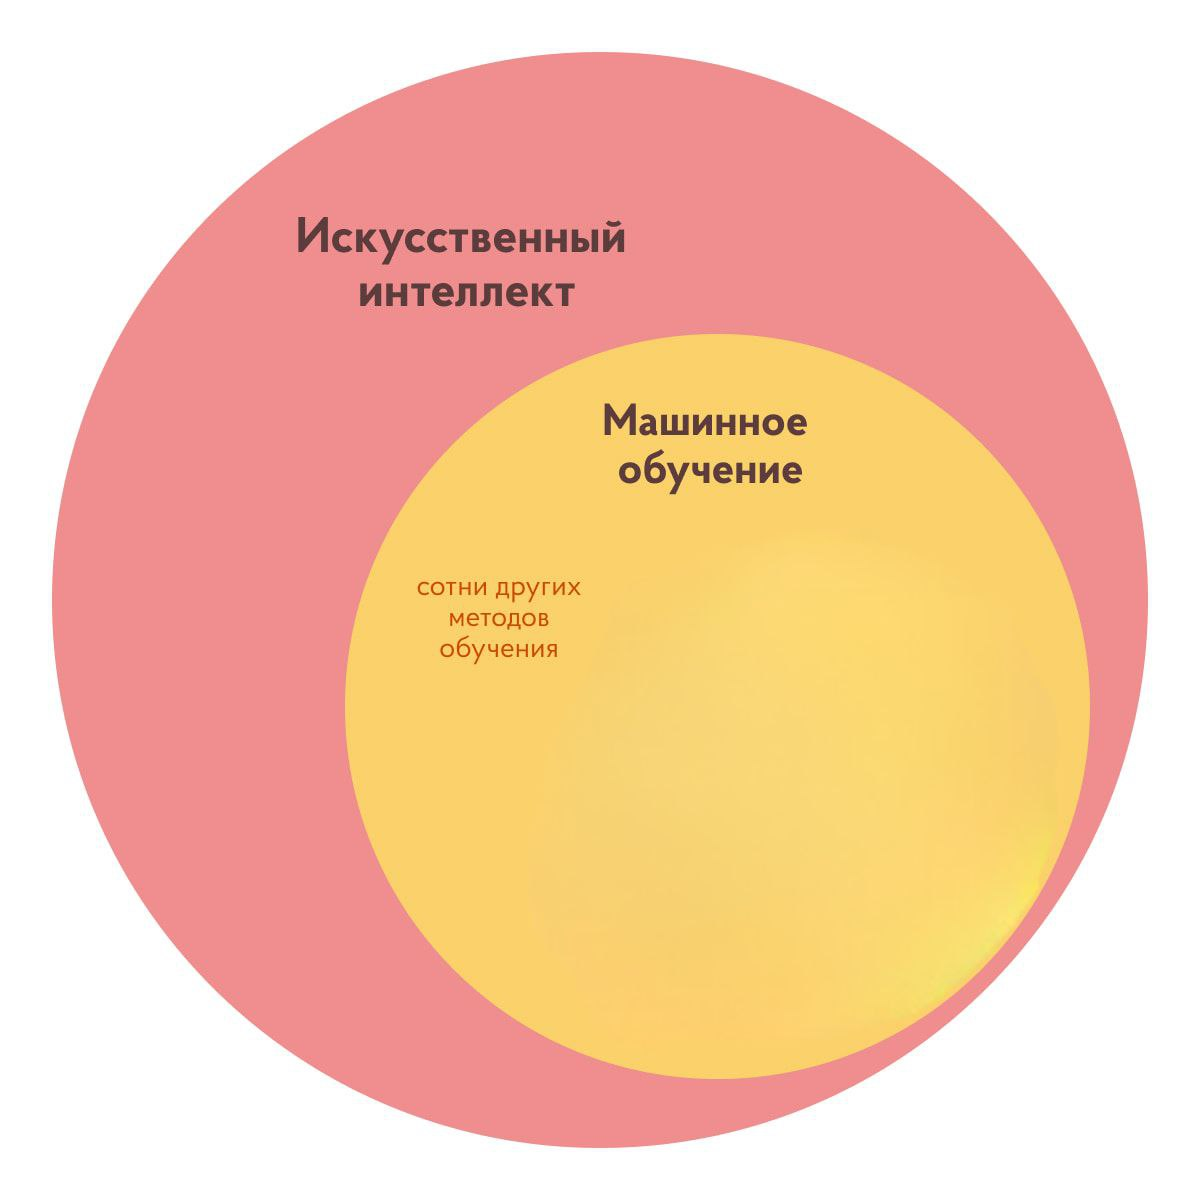 Искусственный
интеллект
Машинное
обучение
сотни других
методов
обучения